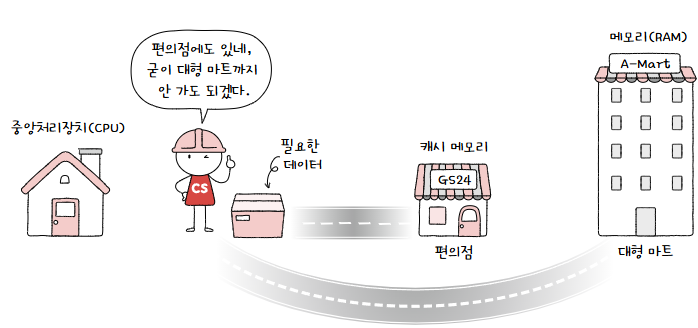 편의점에도 있네,
굳이 대형 마트까지
안 가도 되겠다.
중앙처리장치(CPU)
CS
필요한
데이터
캐시 메모리
GS24
편의점
메모리(RAM)
A-Mart
대형 마트